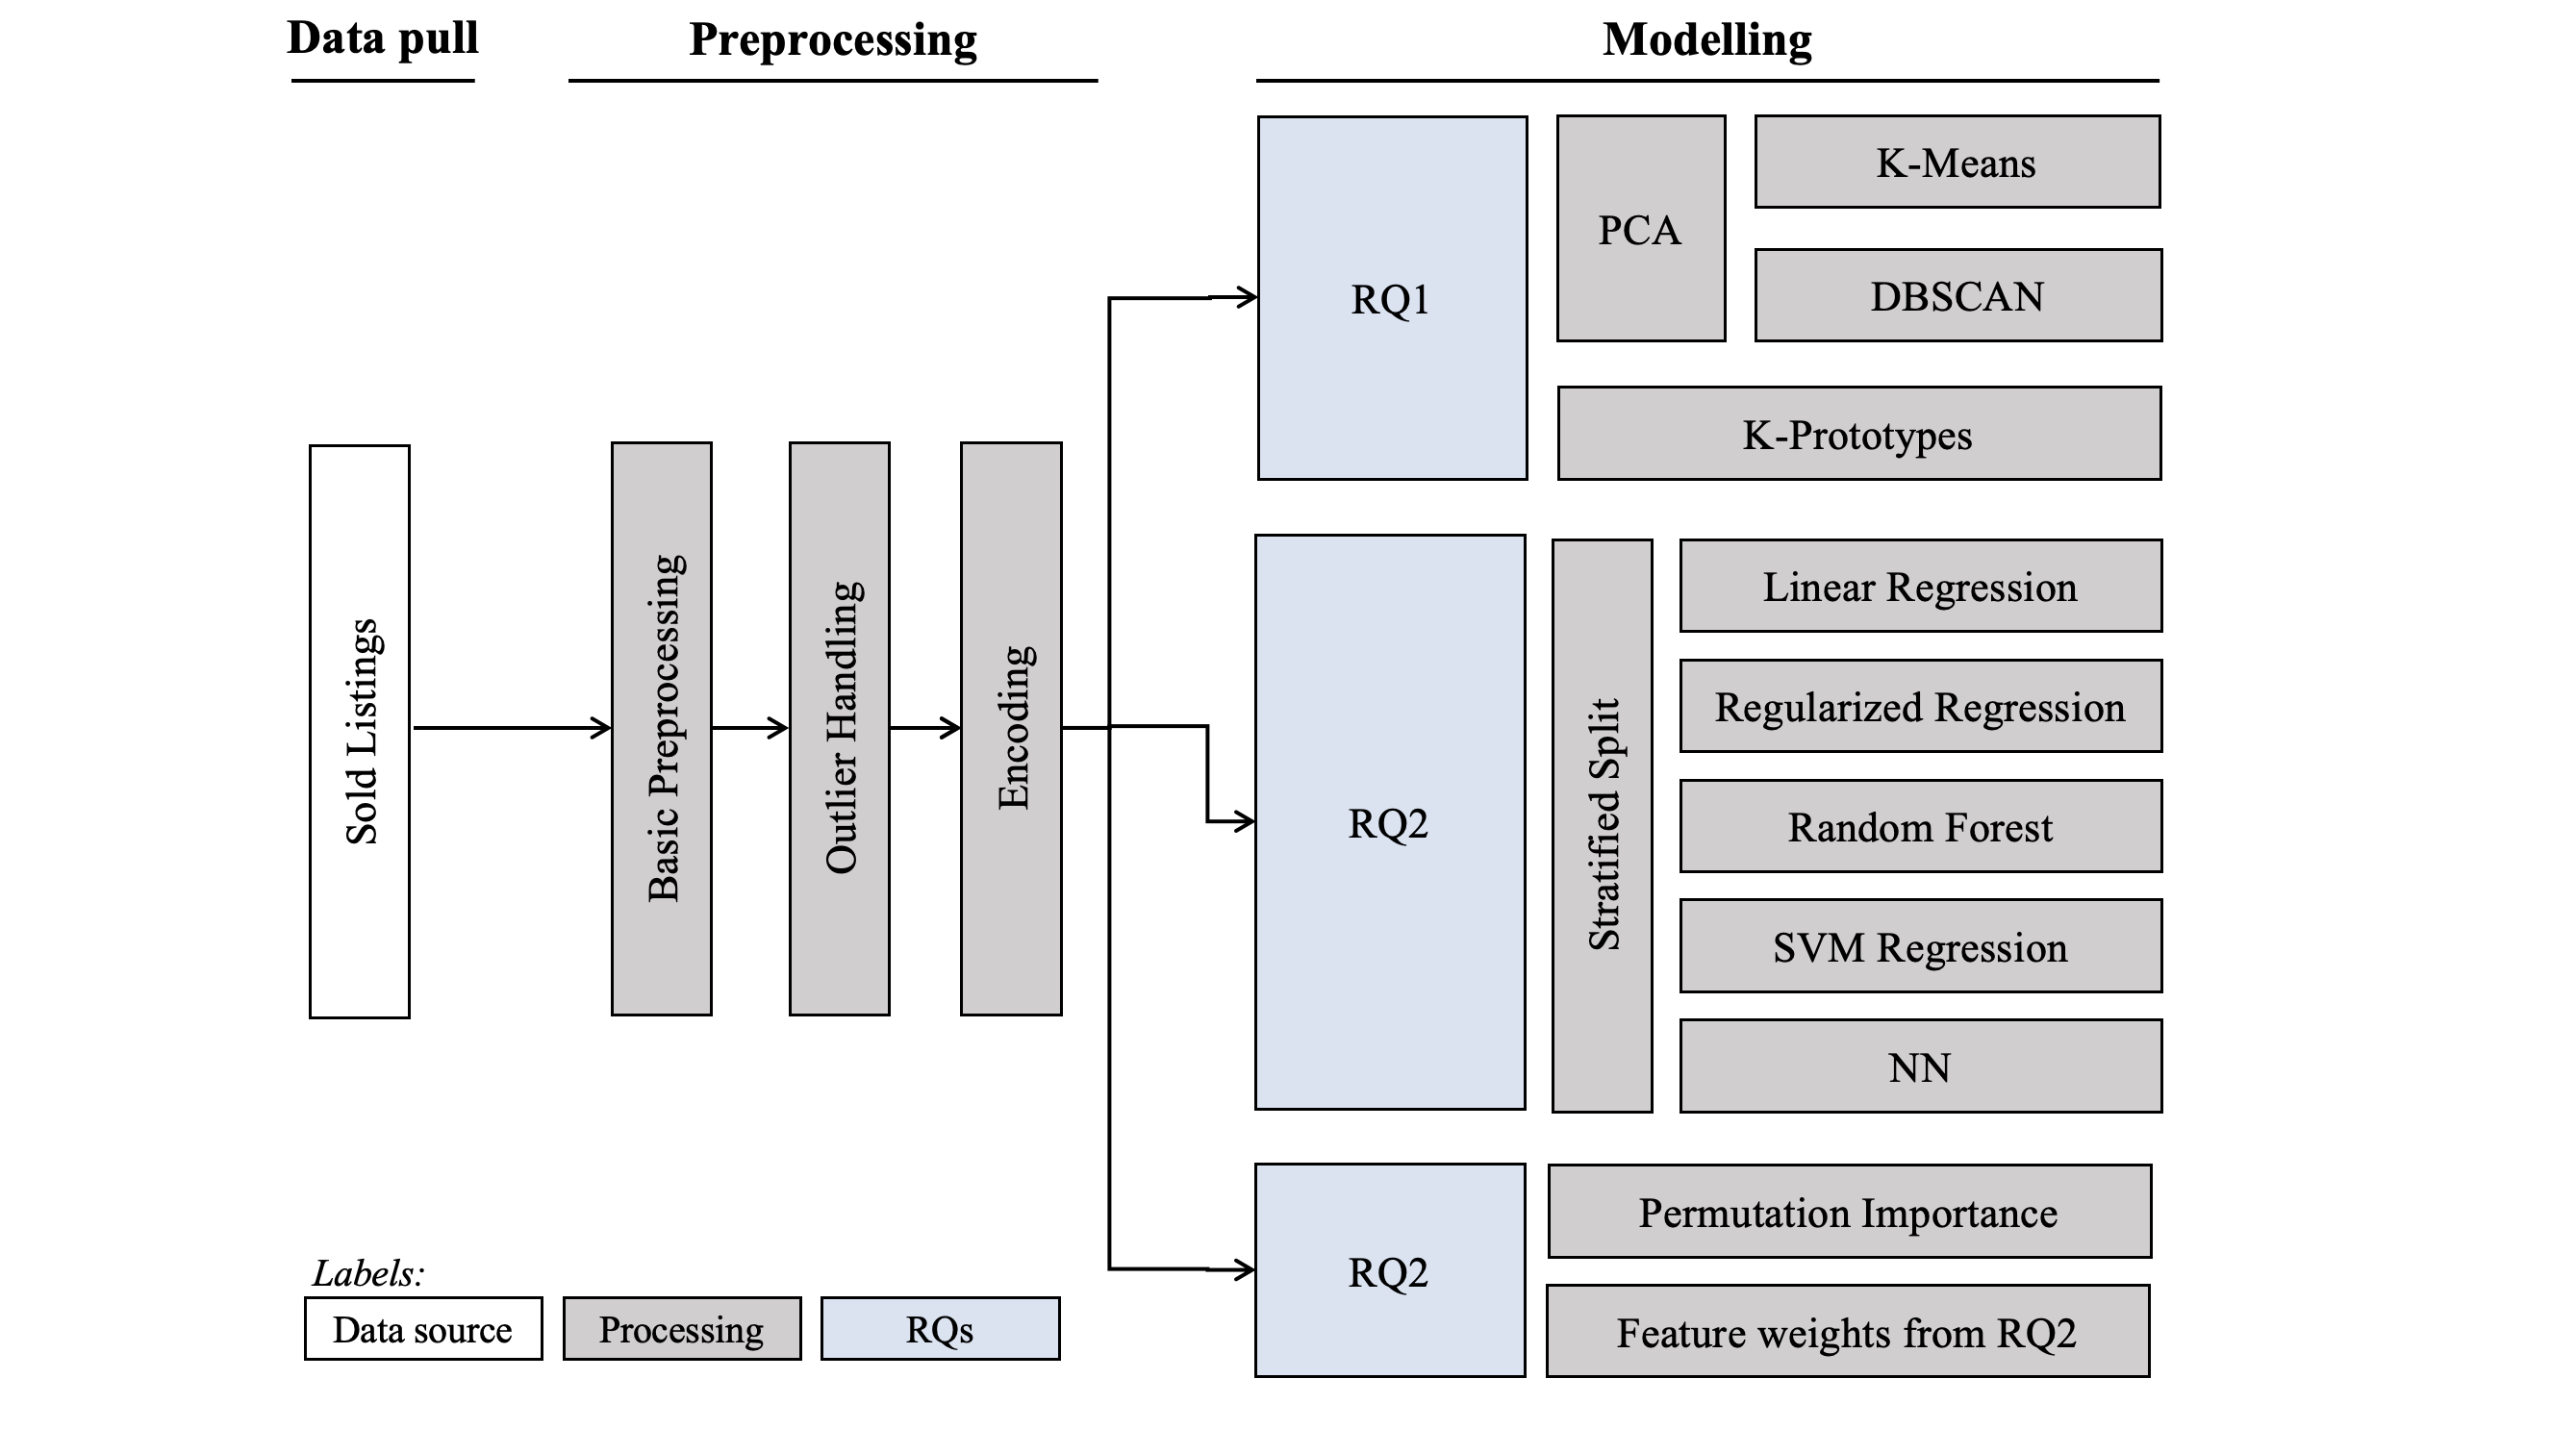 Data pull
Preprocessing
Modelling
Sold Listings
Basic Preprocessing
Outlier Handling
Encoding
RQ1
PCA
K-Means
DBSCAN
K-Prototypes
RQ2
Stratified Split
Linear Regression
Regularized Regression
Random Forest
SVM Regression
NN
RQ2
Permutation Importance
Feature weights from RQ2
Labels:
Data source
Processing
RQs